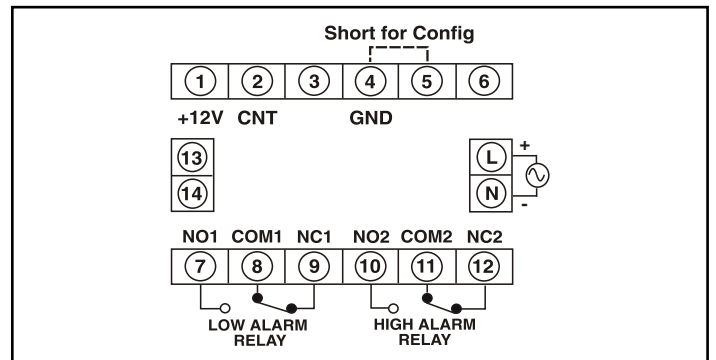 Short for Config
1 2 3 4 5 6
+12V CNT GND
13
14
L +
N -
NO1 COM1 NC1 NO2 COM2 NC2
7 8 9 10 11 12
LOW ALARM RELAY
HIGH ALARM RELAY